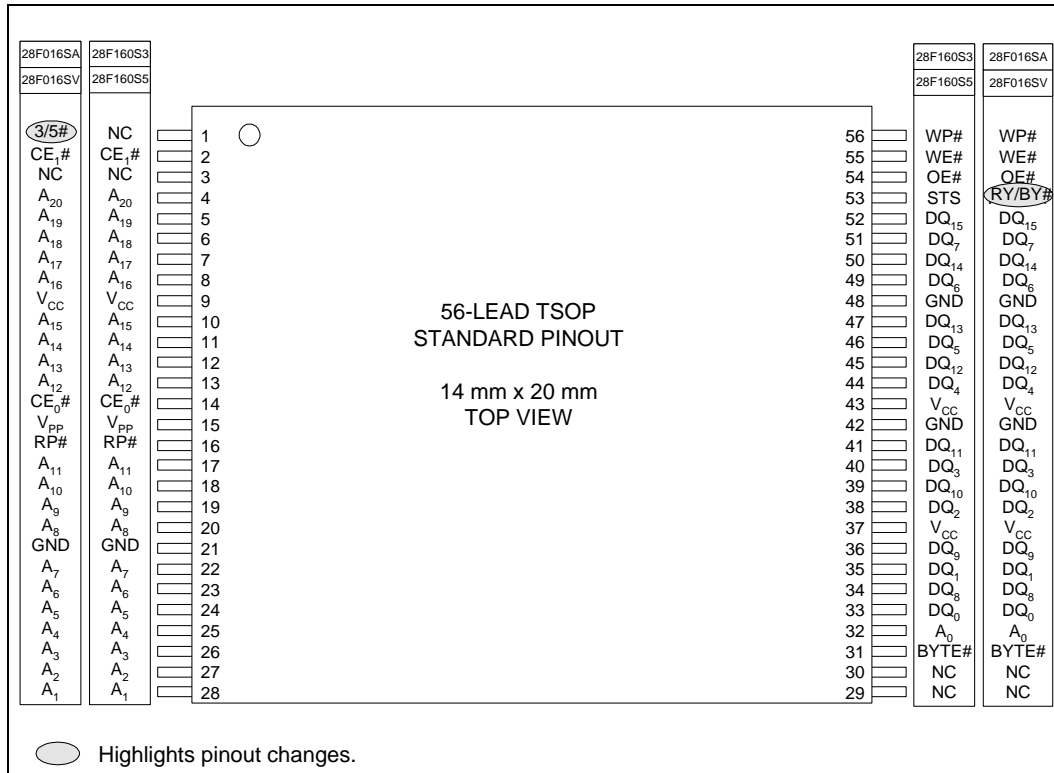 28F016SA 28F160S3 28F160S3 28F016SA
28F016SV 28F160S5 28F160S5 28F016SV
3/5# NC 1 56 WP# WP#
CE₁# CE₁# 2 55 WE# WE#
NC NC 3 54 OE# OE#
A₂₀ A₂₀ 4 53 STS RY/BY#
A₁₉ A₁₉ 5 52 DQ₁₅ DQ₁₅
A₁₈ A₁₈ 6 51 DQ₇ DQ₇
A₁₇ A₁₇ 7 50 DQ₁₄ DQ₁₄
A₁₆ A₁₆ 8 49 DQ₆ DQ₆
V_CC V_CC 9 48 GND GND
A₁₅ A₁₅ 10 56-LEAD TSOP 47 DQ₁₃ DQ₁₃
A₁₄ A₁₄ 11 STANDARD PINOUT 46 DQ₅ DQ₅
A₁₃ A₁₃ 12 45 DQ₁₂ DQ₁₂
A₁₂ A₁₂ 13 14 mm x 20 mm 44 DQ₄ DQ₄
CE₀# CE₀# 14 TOP VIEW 43 V_CC V_CC
V_PP V_PP 15 42 GND GND
RP# RP# 16 41 DQ₁₁ DQ₁₁
A₁₁ A₁₁ 17 40 DQ₃ DQ₃
A₁₀ A₁₀ 18 39 DQ₁₀ DQ₁₀
A₉ A₉ 19 38 DQ₂ DQ₂
A₈ A₈ 20 37 V_CC V_CC
GND GND 21 36 DQ₉ DQ₉
A₇ A₇ 22 35 DQ₁ DQ₁
A₆ A₆ 23 34 DQ₈ DQ₈
A₅ A₅ 24 33 DQ₀ DQ₀
A₄ A₄ 25 32 A₀ A₀
A₃ A₃ 26 31 BYTE# BYTE#
A₂ A₂ 27 30 NC NC
A₁ A₁ 28 29 NC NC
Highlights pinout changes.